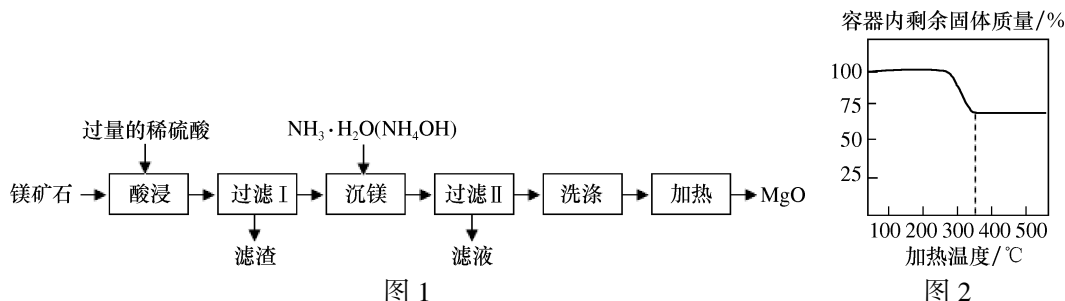 过量的稀硫酸
NH₃·H₂O(NH₄OH)
镁矿石
酸浸
过滤Ⅰ
沉镁
过滤Ⅱ
洗涤
加热
MgO
滤渣
滤液
图1
容器内剩余固体质量/%
100
75
50
25
100 200 300 400 500
加热温度/℃
图2